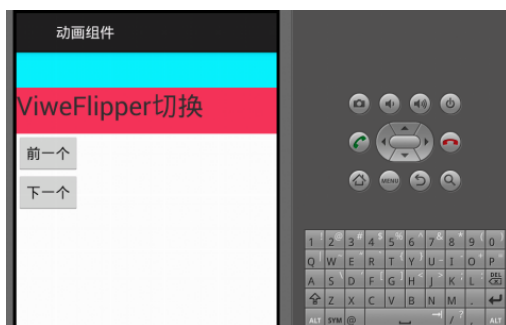 动画组件
ViweFlipper切换
前一个
下一个
MENU
1 2 @ 3 # 4 $ 5 % 6 ^ 7 & 8 * 9 ( 0 )
Q W E R T Y U I O P
A S D F G H J K L DEL
Z X C V B N M .
ALT SYM @ / ? , ALT